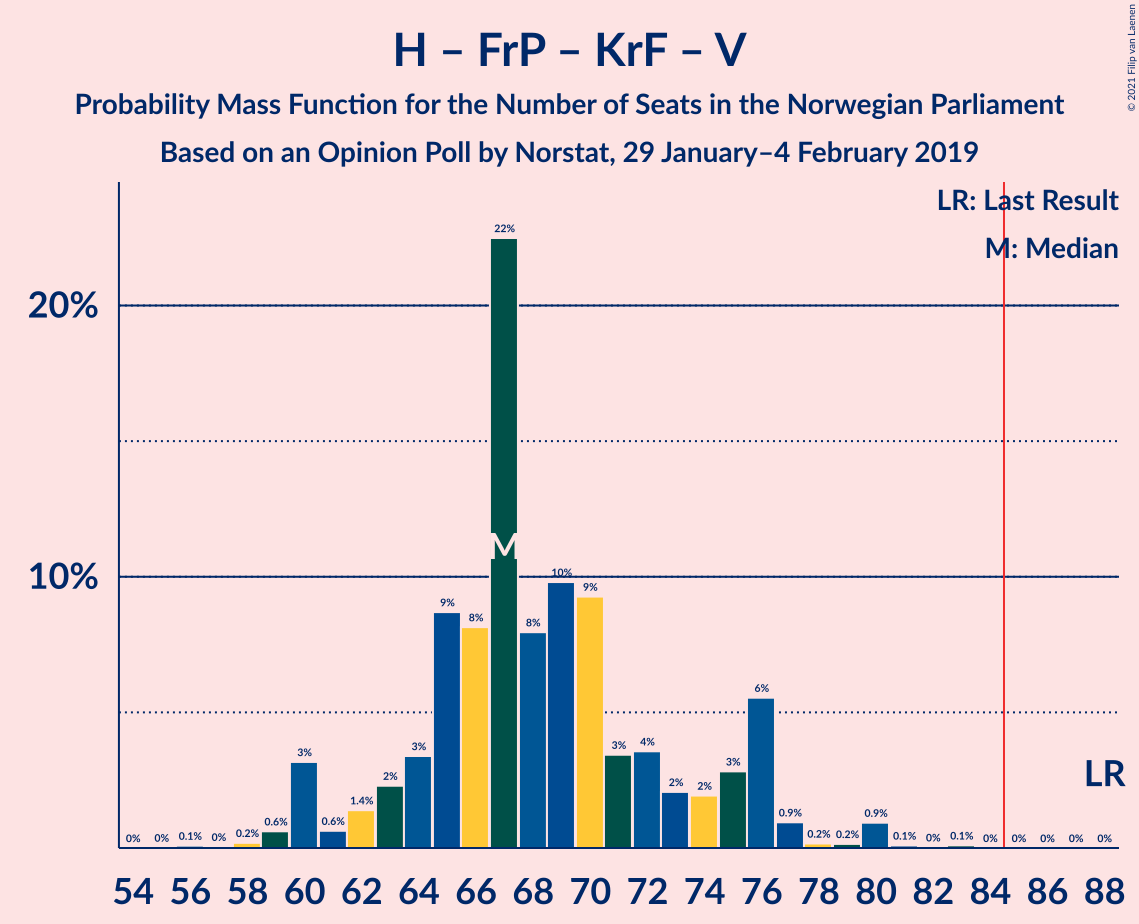 H – FrP – KrF – V
Probability Mass Function for the Number of Seats in the Norwegian Parliament
Based on an Opinion Poll by Norstat, 29 January–4 February 2019
© 2021 Filip van Laenen
LR: Last Result
M: Median
20%
10%
0% 0% 0.1% 0% 0.2% 0.6% 3% 0.6% 1.4% 2% 3% 9% 8% 22% 8% 10% 9% 3% 4% 2% 2% 3% 6% 0.9% 0.2% 0.2% 0.9% 0.1% 0% 0.1% 0% 0% 0% 0% 0%
M
LR
54 56 58 60 62 64 66 68 70 72 74 76 78 80 82 84 86 88